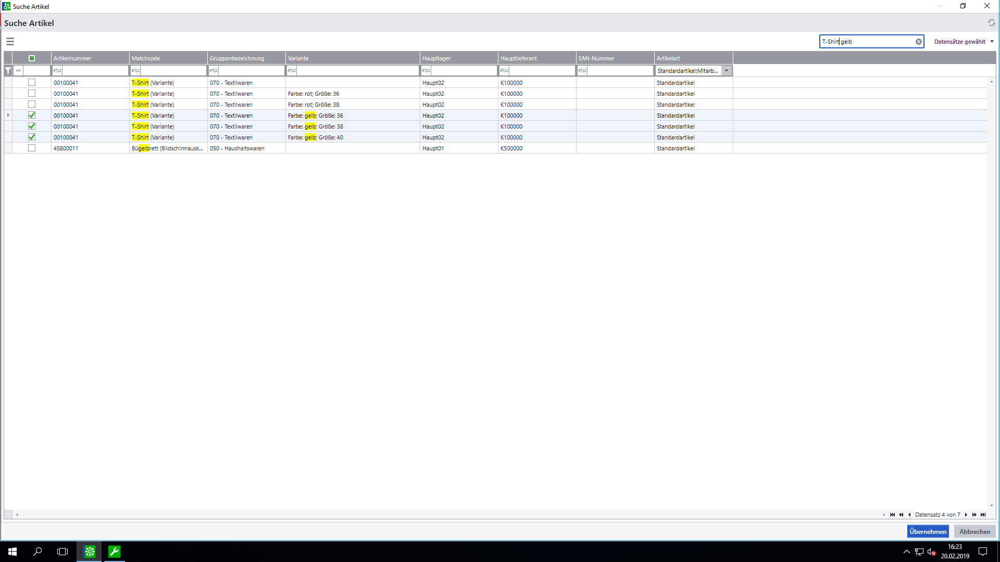 Suche Artikel
Suche Artikel
T-Shirt gelb
Datensätze gewählt
Artikelnummer Matchcode Gruppenbezeichnung Variante Hauptlager Hauptlieferant EAN-Nummer Artikelart
= A%C A%C A%C A%C A%C A%C A%C Standardartikel;Mitarb...
00100041 T-Shirt (Variante) 070 - Textilwaren Haupt02 K100000 Standardartikel
00100041 T-Shirt (Variante) 070 - Textilwaren Farbe: rot; Größe: 36 Haupt02 K100000 Standardartikel
00100041 T-Shirt (Variante) 070 - Textilwaren Farbe: rot; Größe: 38 Haupt02 K100000 Standardartikel
00100041 T-Shirt (Variante) 070 - Textilwaren Farbe: gelb; Größe: 36 Haupt02 K100000 Standardartikel
00100041 T-Shirt (Variante) 070 - Textilwaren Farbe: gelb; Größe: 38 Haupt02 K100000 Standardartikel
00100041 T-Shirt (Variante) 070 - Textilwaren Farbe: gelb; Größe: 40 Haupt02 K100000 Standardartikel
45800011 Bügelbrett (Bildschirmausk... 050 - Haushaltswaren Haupt01 K500000 Standardartikel
Datensatz 4 von 7
Übernehmen Abbrechen
16:23
20.02.2019